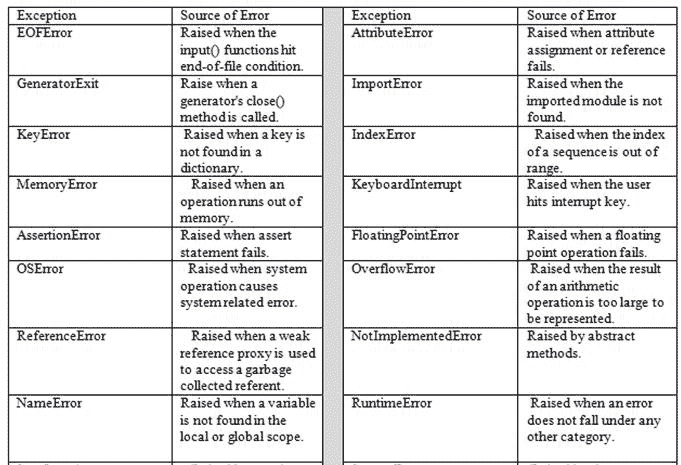 Exception Source of Error Exception Source of Error
EOFError Raised when the AttributeError Raised when attribute
input() functions hit assignment or reference
end-of-file condition. fails.
GeneratorExit Raise when a ImportError Raised when the
generator's close() imported module is not
method is called. found.
KeyError Raised when a key is IndexError Raised when the index
not found in a of a sequence is out of
dictionary. range.
MemoryError Raised when an KeyboardInterrupt Raised when the user
operation runs out of hits interrupt key.
memory.
AssertionError Raised when assert FloatingPointError Raised when a floating
statement fails. point operation fails.
OSError Raised when system OverflowError Raised when the result
operation causes of an arithmetic
system related error. operation is too large to
be represented.
ReferenceError Raised when a weak NotImplementedError Raised by abstract
reference proxy is used methods.
to access a garbage
collected referent.
NameError Raised when a variable RuntimeError Raised when an error
is not found in the does not fall under any
local or global scope. other category.